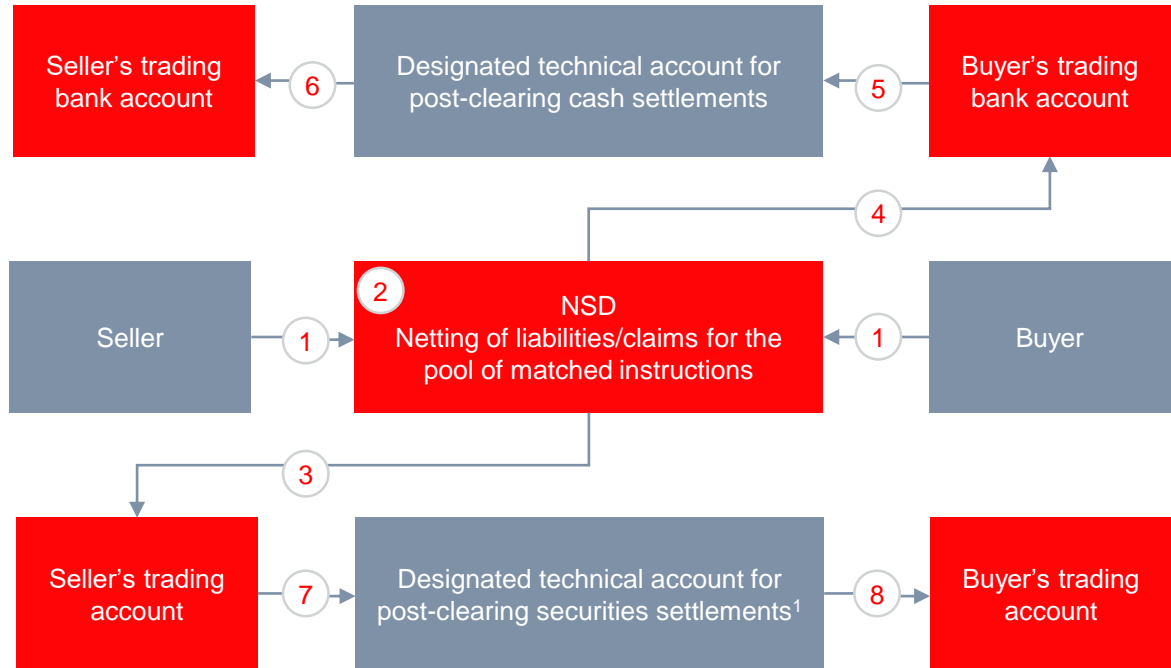 Seller’s trading
bank account
6
Designated technical account for
post-clearing cash settlements
5
Buyer’s trading
bank account
4
Seller
1
2
NSD
Netting of liabilities/claims for the
pool of matched instructions
1
Buyer
3
Seller’s trading
account
7
Designated technical account for
post-clearing securities settlements¹
8
Buyer’s trading
account